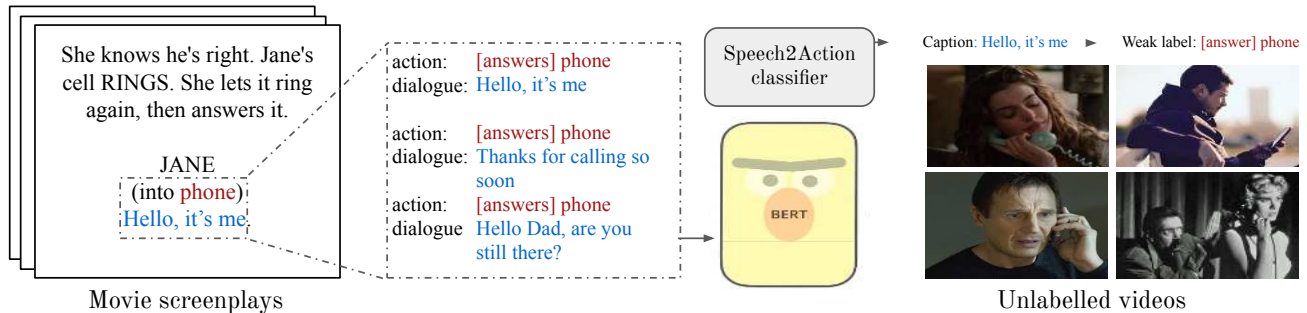 She knows he's right. Jane's
cell RINGS. She lets it ring
again, then answers it.
JANE
(into phone)
Hello, it's me.
Movie screenplays
action: [answers] phone
dialogue: Hello, it's me
action: [answers] phone
dialogue: Thanks for calling so
soon
action: [answers] phone
dialogue Hello Dad, are you
still there?
Speech2Action
classifier
BERT
Caption: Hello, it's me
Weak label: [answer] phone
Unlabelled videos